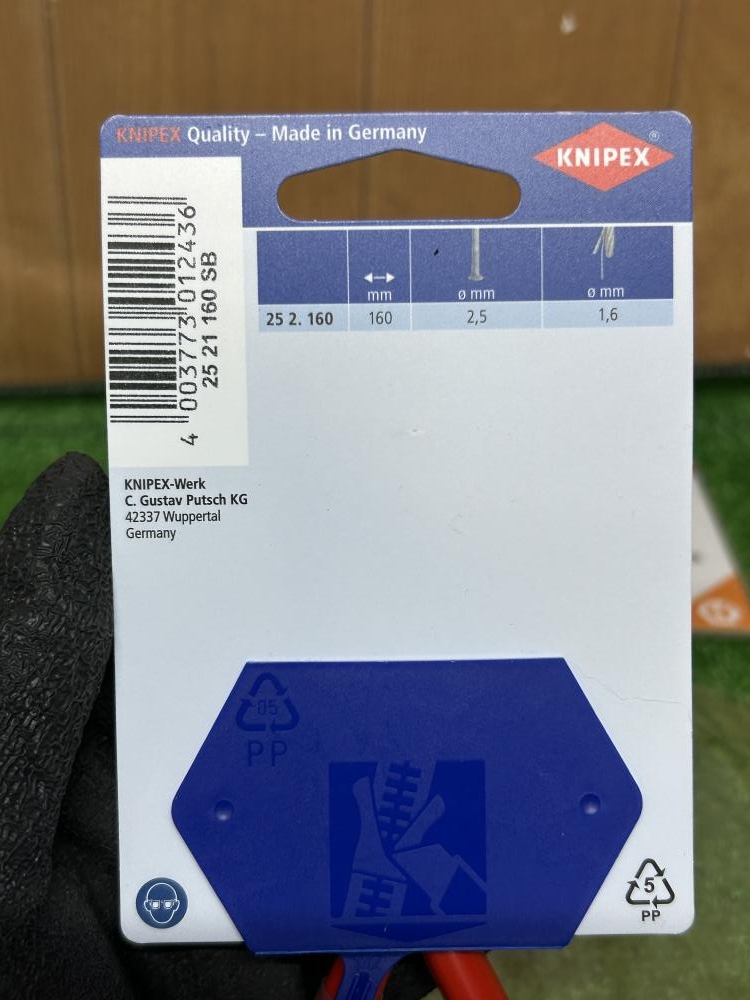 KNIPEX Quality – Made in Germany
KNIPEX®
4 003773 012436
25 21 160 SB
mm
ø mm
ø mm
25 2. 160
160
2,5
1,6
KNIPEX-Werk
C. Gustav Putsch KG
42337 Wuppertal
Germany
05
PP
5
PP